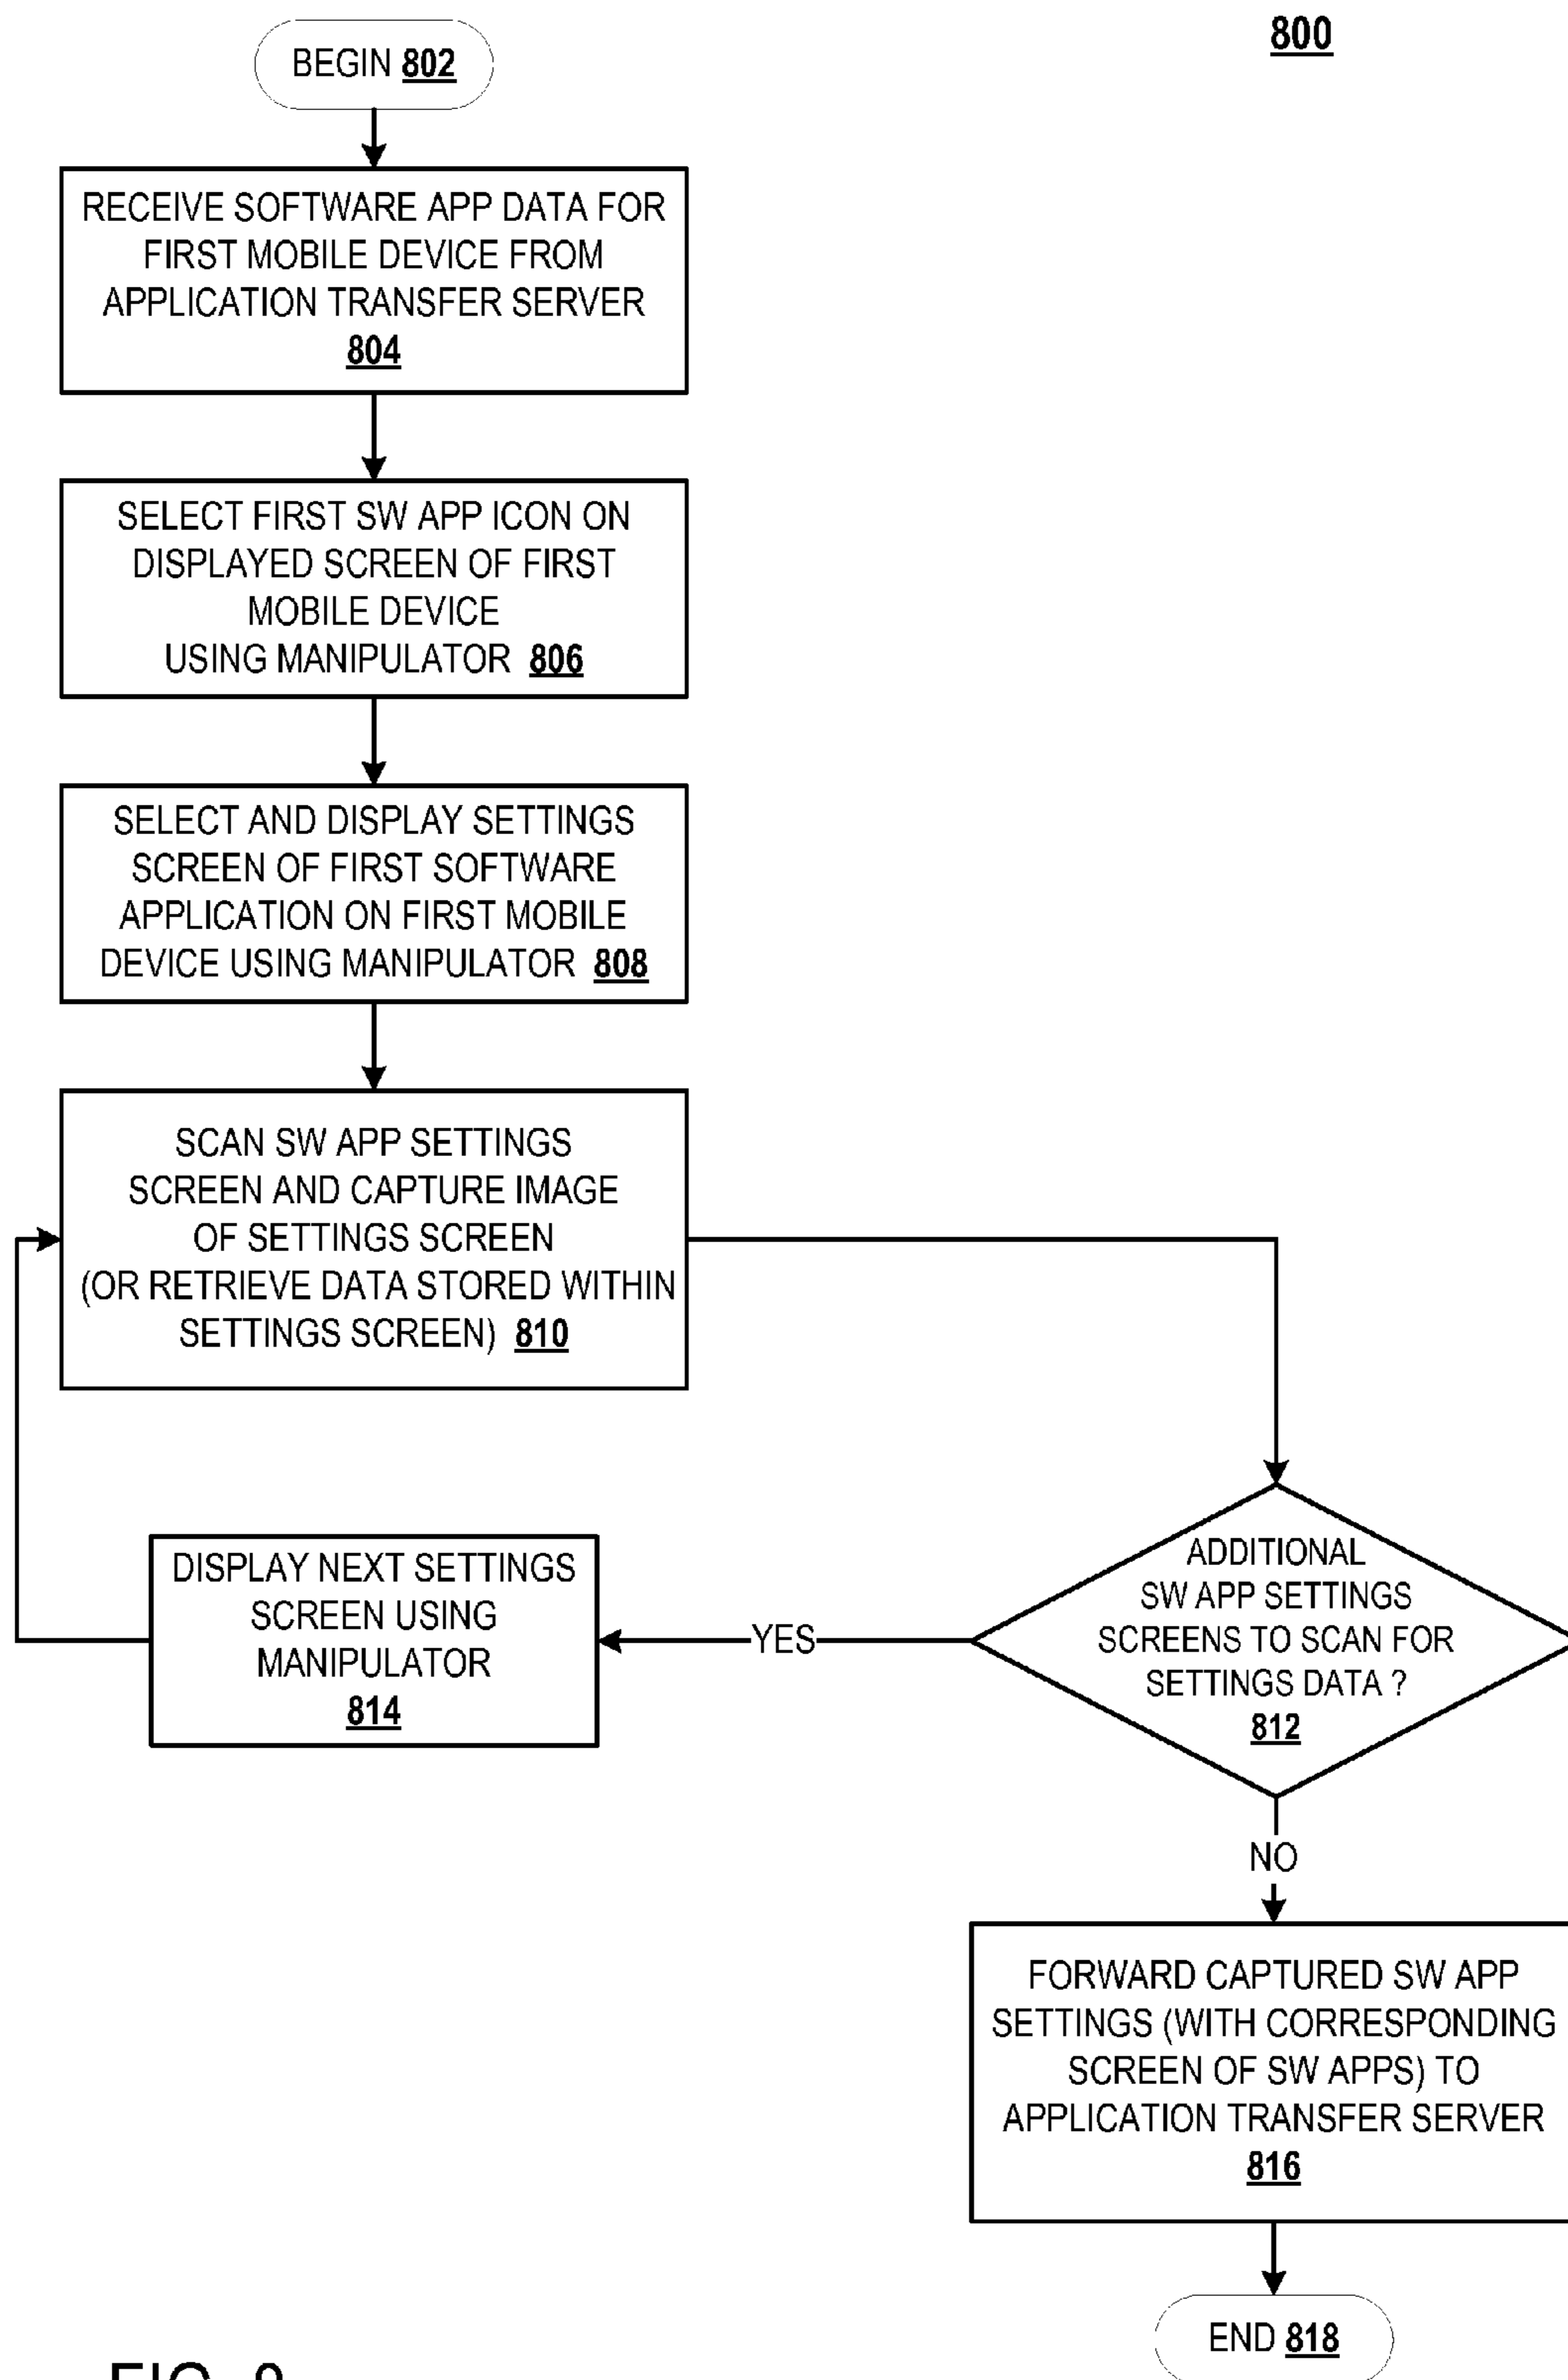 800
BEGIN 802
RECEIVE SOFTWARE APP DATA FOR
FIRST MOBILE DEVICE FROM
APPLICATION TRANSFER SERVER
804
SELECT FIRST SW APP ICON ON
DISPLAYED SCREEN OF FIRST
MOBILE DEVICE
USING MANIPULATOR 806
SELECT AND DISPLAY SETTINGS
SCREEN OF FIRST SOFTWARE
APPLICATION ON FIRST MOBILE
DEVICE USING MANIPULATOR 808
SCAN SW APP SETTINGS
SCREEN AND CAPTURE IMAGE
OF SETTINGS SCREEN
(OR RETRIEVE DATA STORED WITHIN
SETTINGS SCREEN) 810
ADDITIONAL
SW APP SETTINGS
SCREENS TO SCAN FOR
SETTINGS DATA ?
812
YES
DISPLAY NEXT SETTINGS
SCREEN USING
MANIPULATOR
814
NO
FORWARD CAPTURED SW APP
SETTINGS (WITH CORRESPONDING
SCREEN OF SW APPS) TO
APPLICATION TRANSFER SERVER
816
END 818
FIG.